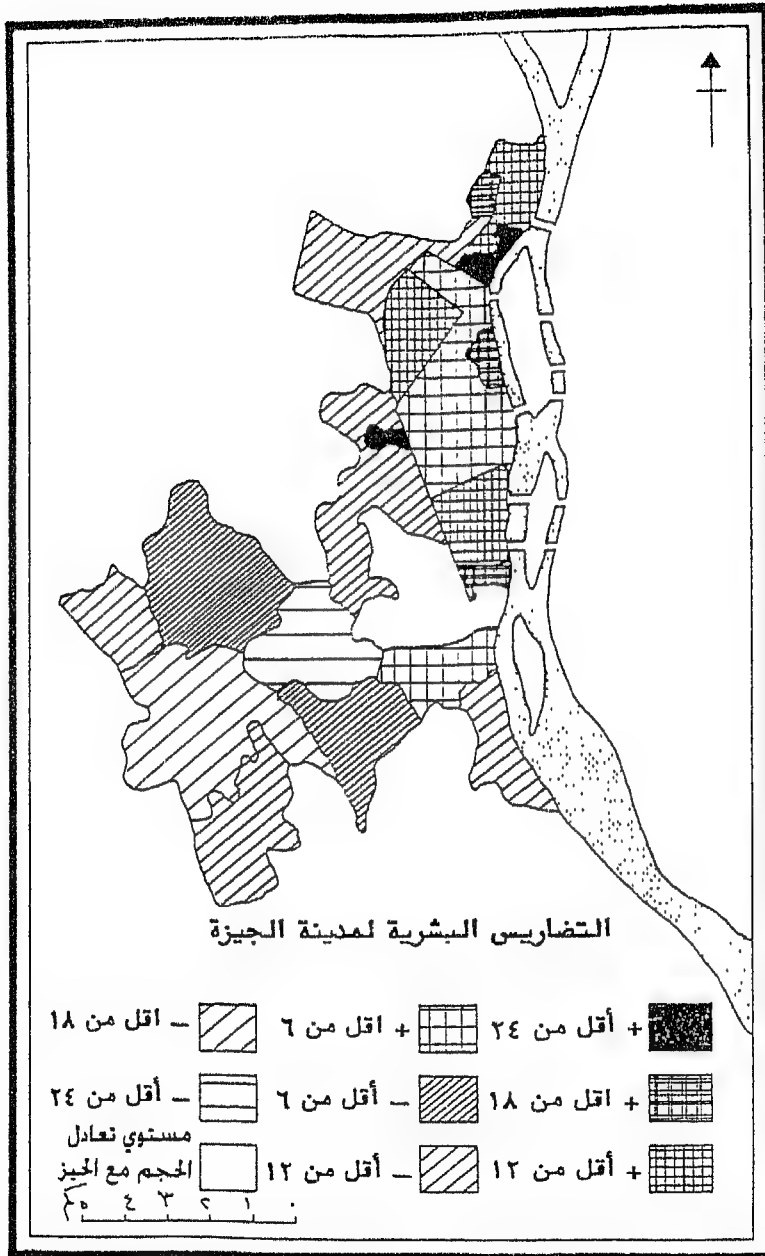 التضاريس البشرية لمدينة الجيزة
+ أقل من ٢٤
+ اقل من ٦
– اقل من ١٨
+ اقل من ١٨
– أقل من ٦
– أقل من ٢٤
+ أقل من ١٢
– أقل من ١٢
مستوي تعادل
الحجم مع الحيز
٠ ١ ٢ ٣ ٤ ٥ كم